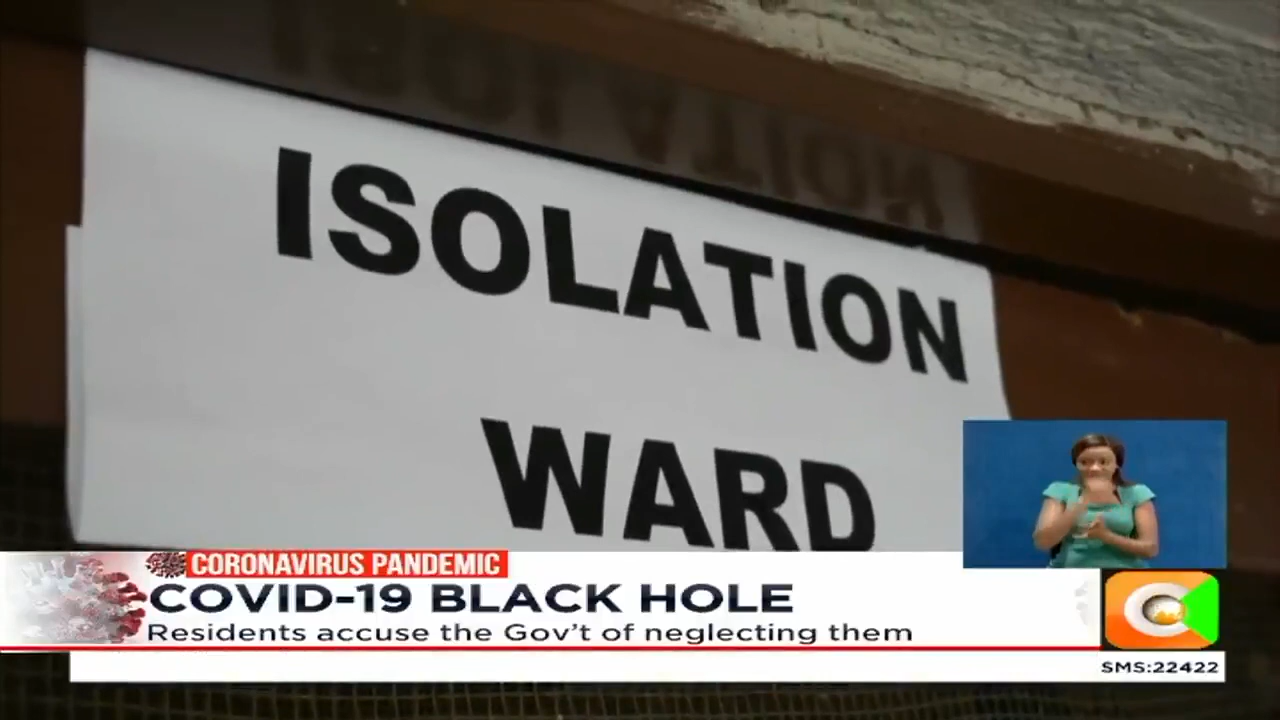 ISOLATION
WARD
CORONAVIRUS PANDEMIC
COVID-19 BLACK HOLE
Residents accuse the Gov't of neglecting them
SMS:22422